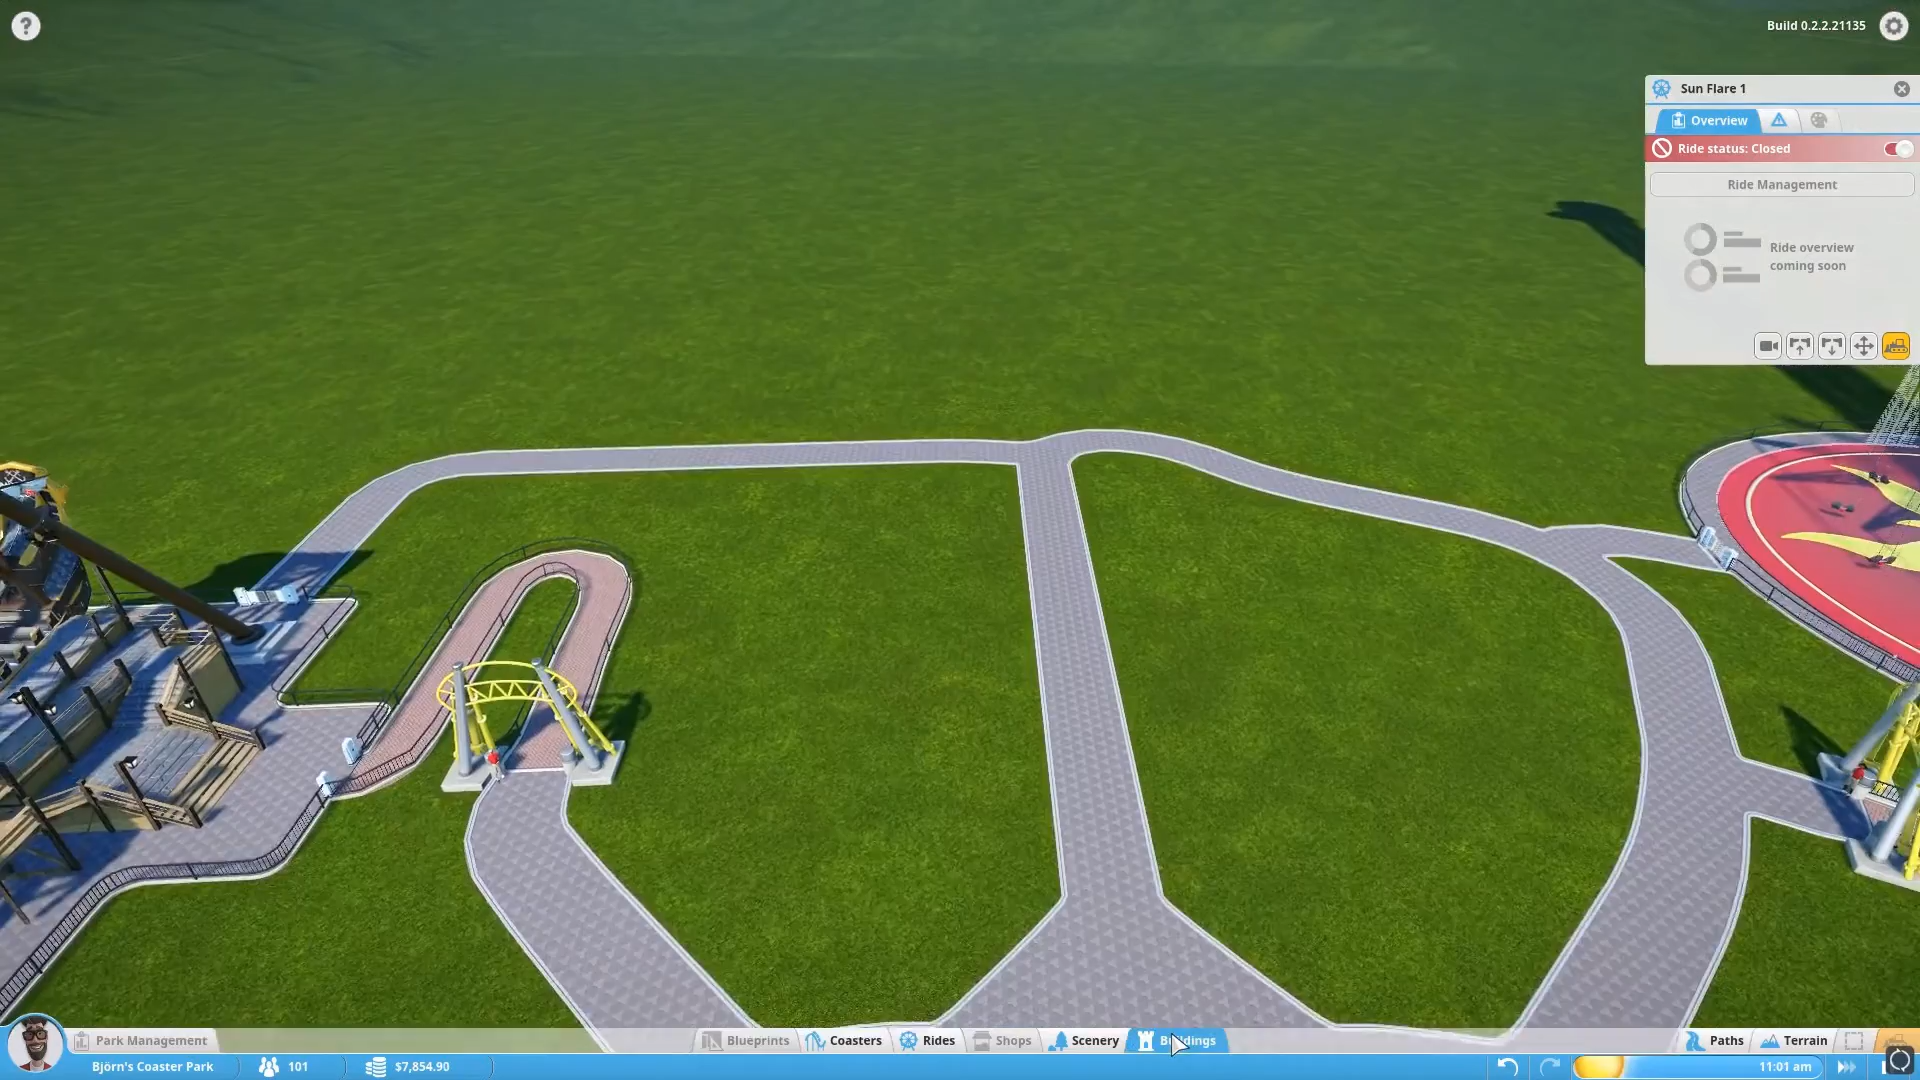 ?
Build 0.2.2.21135
Sun Flare 1
Overview
Ride status: Closed
Ride Management
Ride overview
coming soon
Park Management
Blueprints
Coasters
Rides
Shops
Scenery
Buildings
Paths
Terrain
Björn's Coaster Park
101
$7,854.90
11:01 am